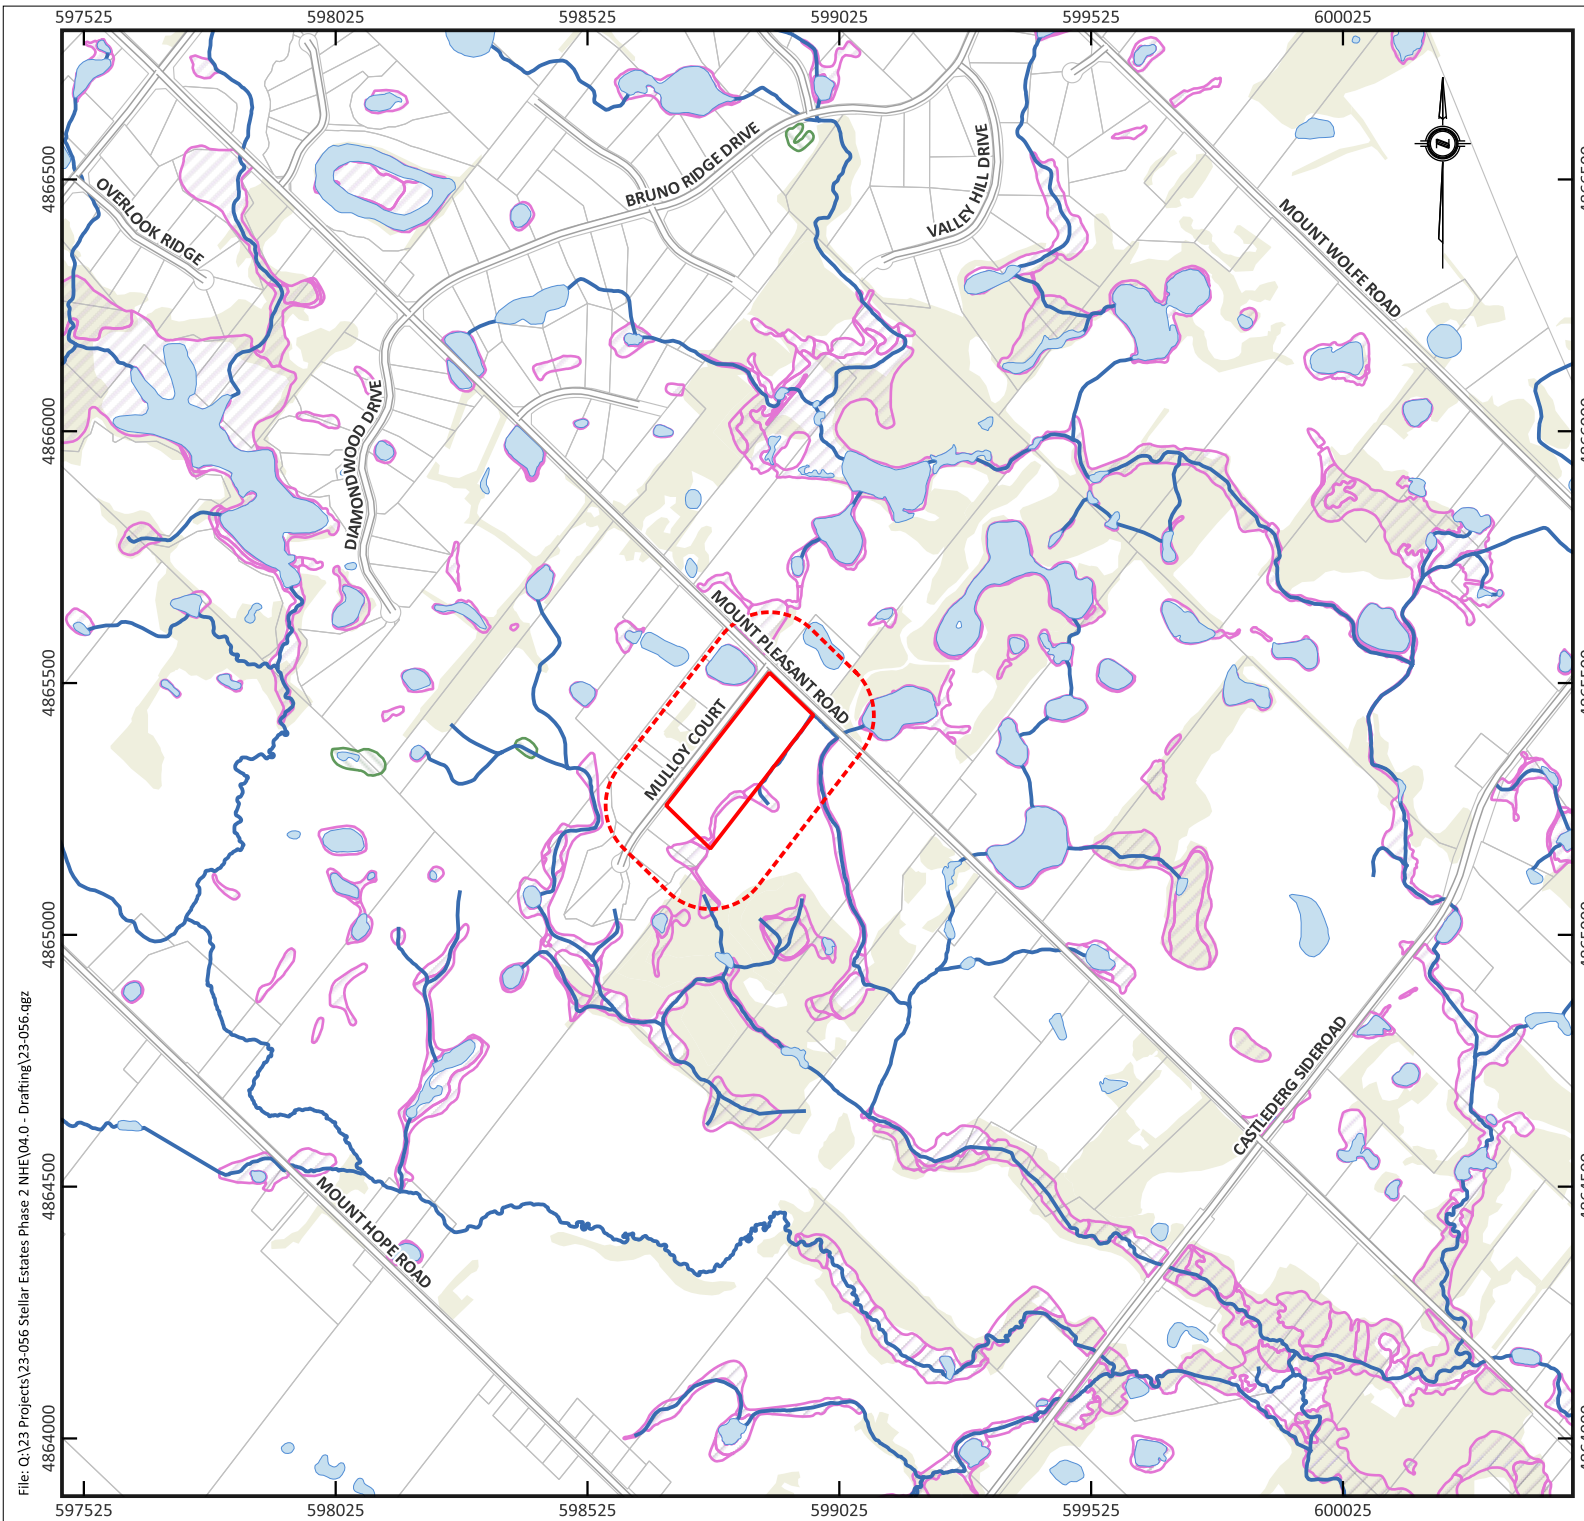 597525 598025 598525 599025 599525 600025
4866500
4866000
4865500
4865000
4864500
4864000
OVERLOOK RIDGE
BRUNO RIDGE DRIVE
VALLEY HILL DRIVE
MOUNT WOLFE ROAD
DIAMONDWOOD DRIVE
MOUNT PLEASANT ROAD
MULLOY COURT
CASTLEDERG SIDEROAD
MOUNT HOPE ROAD
N
File: Q:\23 Projects\23-056 Stellar Estates Phase 2 NHE\04.0 - Drafting\23-056.qgz
597525 598025 598525 599025 599525 600025